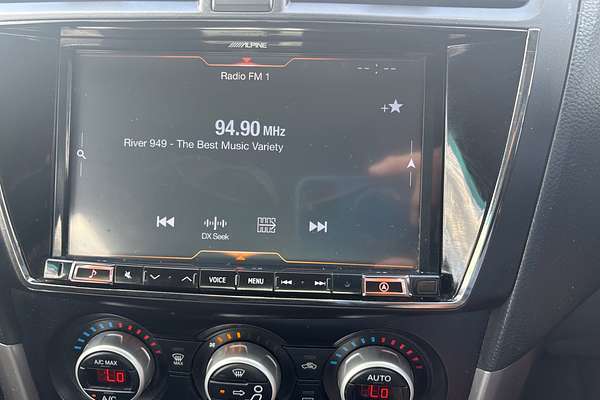 ALPINE
Radio FM 1
--:--
94.90 MHz
River 949 - The Best Music Variety
DX Seek
VOICE
MENU
A/C MAX
Lo
A/C
AUTO
Lo